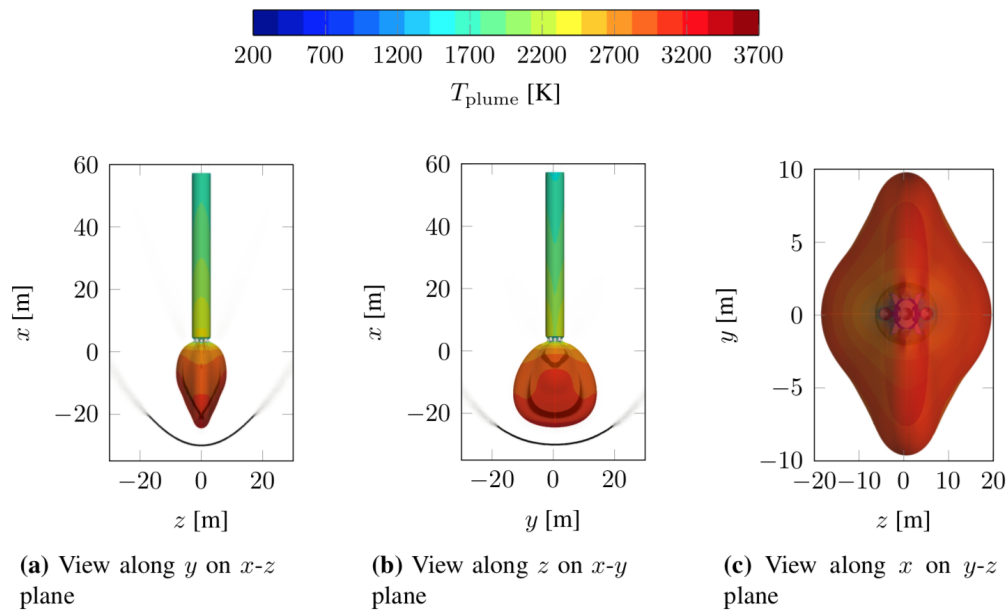 200 700 1200 1700 2200 2700 3200 3700
T_plume [K]
60
40
20
0
−20
x [m]
−20 0 20
z [m]
60
40
20
0
−20
x [m]
−20 0 20
y [m]
10
5
0
−5
−10
y [m]
−20 −10 0 10 20
z [m]
(a) View along y on x-z
plane
(b) View along z on x-y
plane
(c) View along x on y-z
plane